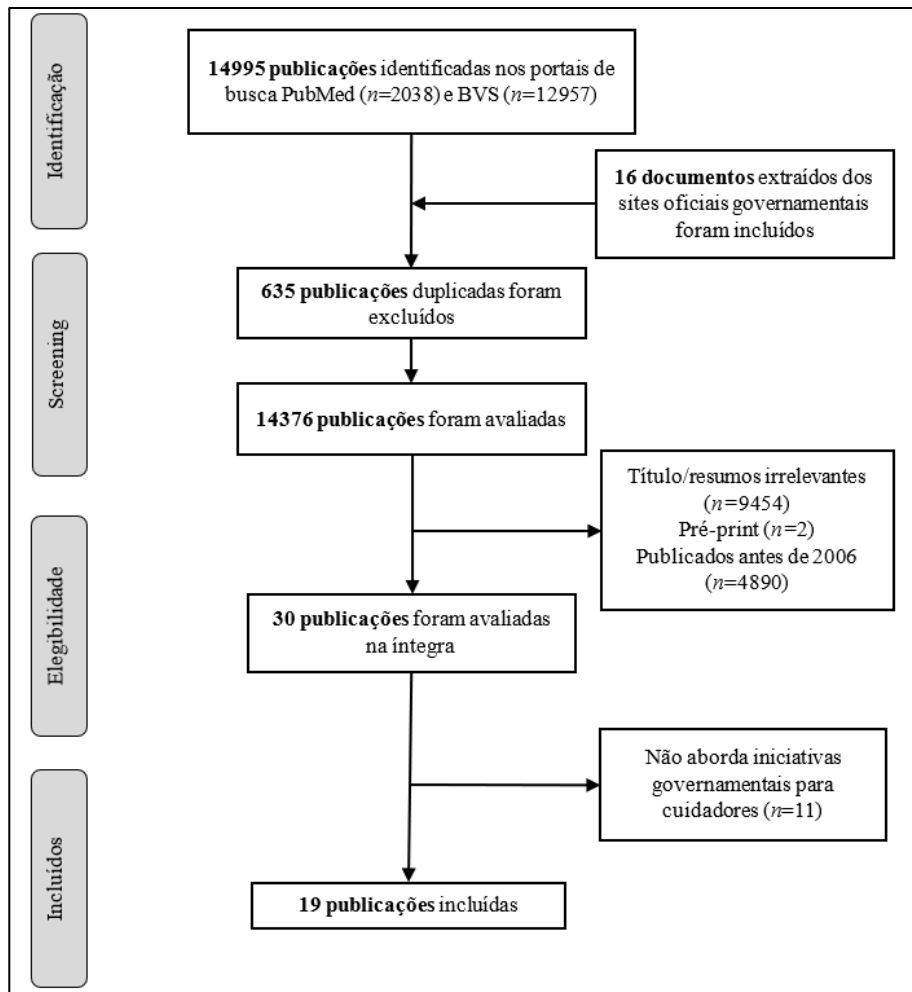 Identificação
14995 publicações identificadas nos portais de
busca PubMed (n=2038) e BVS (n=12957)
16 documentos extraídos dos
sites oficiais governamentais
foram incluídos
Screening
635 publicações duplicadas foram
excluídos
14376 publicações foram avaliadas
Título/resumos irrelevantes
(n=9454)
Pré-print (n=2)
Publicados antes de 2006
(n=4890)
Elegibilidade
30 publicações foram avaliadas
na íntegra
Não aborda iniciativas
governamentais para
cuidadores (n=11)
Incluídos
19 publicações incluídas